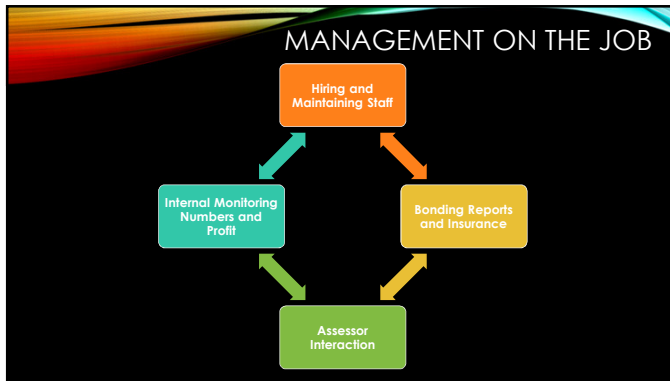 MANAGEMENT ON THE JOB
Hiring and
Maintaining Staff
Internal Monitoring
Numbers and
Profit
Bonding Reports
and Insurance
Assessor
Interaction